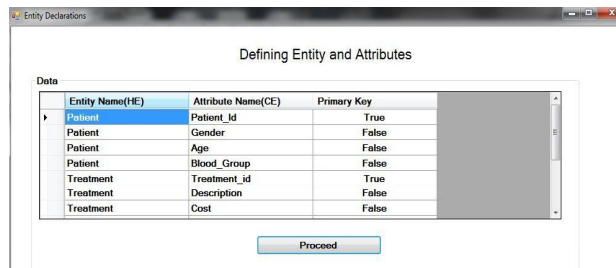 Entity Declarations
Defining Entity and Attributes
Data
Entity Name(HE) Attribute Name(CE) Primary Key
Patient Patient_Id True
Patient Gender False
Patient Age False
Patient Blood_Group False
Treatment Treatment_id True
Treatment Description False
Treatment Cost False
Proceed